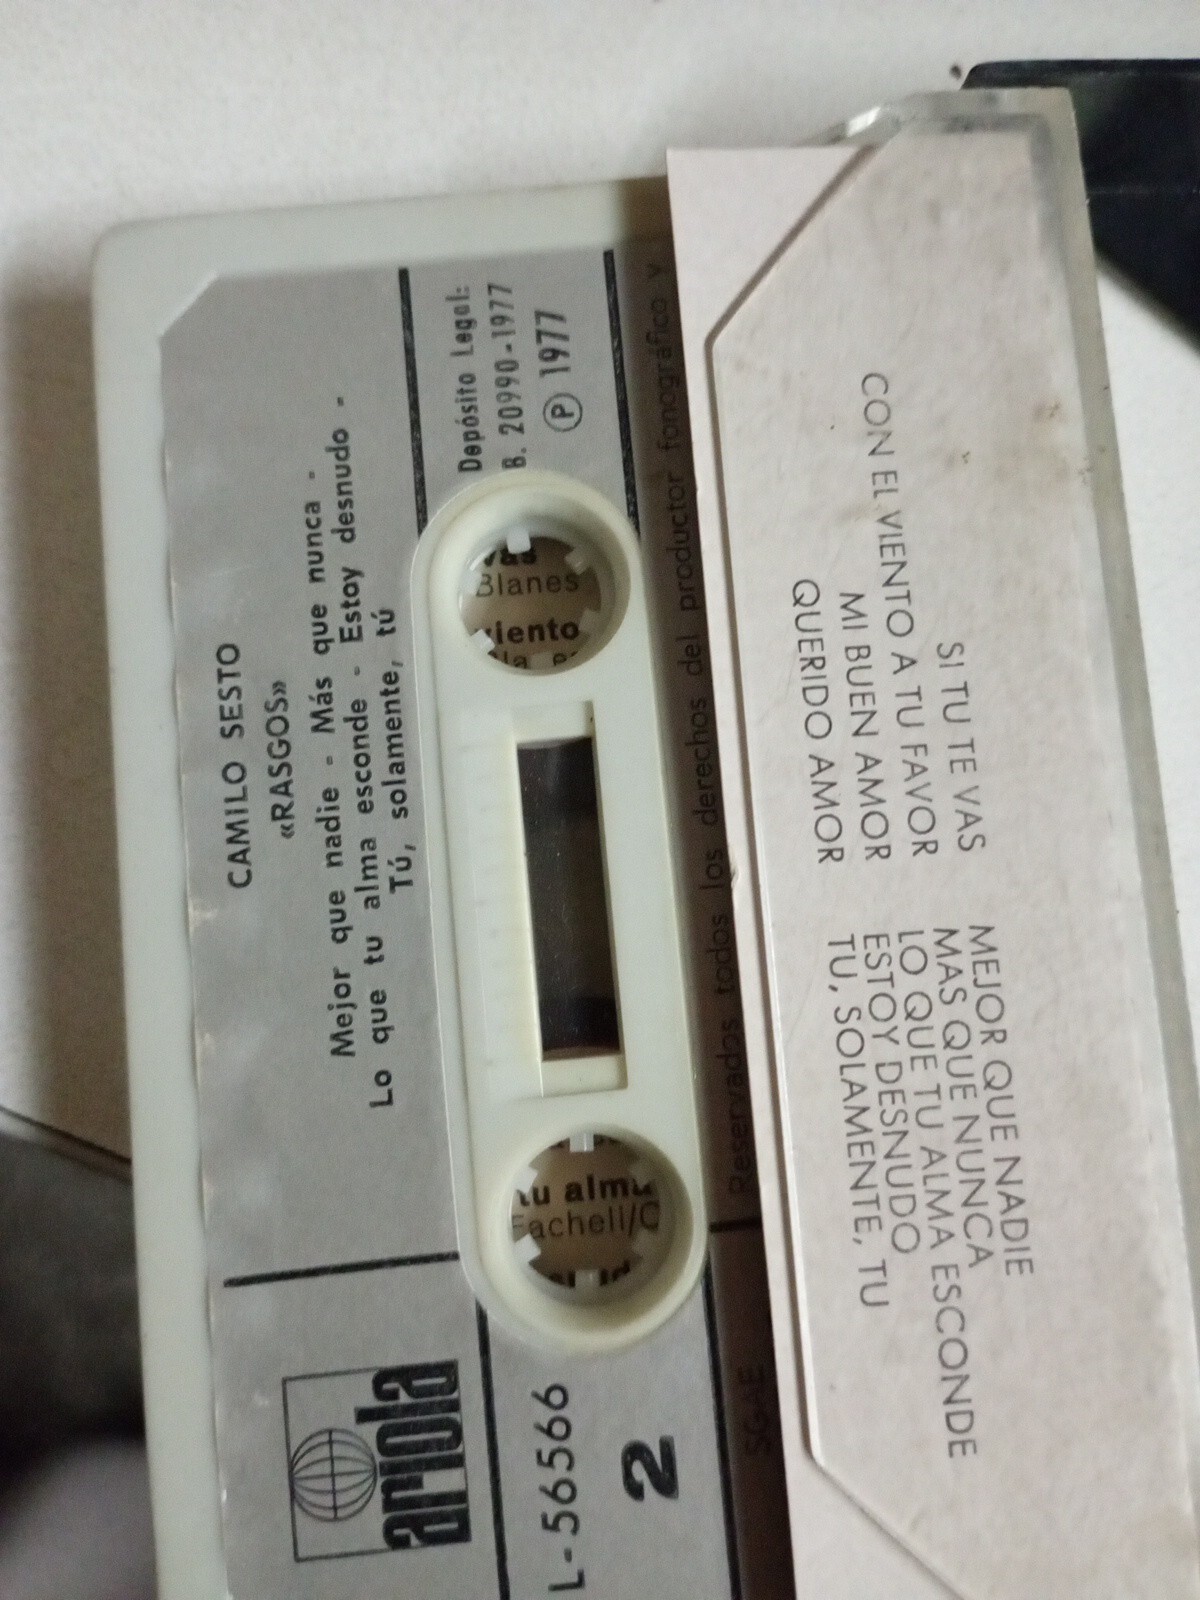 CAMILO SESTO
«RASGOS»
Mejor que nadie - Más que nunca -
Lo que tu alma esconde - Estoy desnudo -
Tú, solamente, tú
Depósito Legal:
B. 20990-1977
Ⓟ 1977
vas
Blanes
viento
tu alma
Fachell/C
ariola
L-56566
2
Reservados todos los derechos del productor fonográfico y
SGAE
SI TU TE VAS
CON EL VIENTO A TU FAVOR
MI BUEN AMOR
QUERIDO AMOR
MEJOR QUE NADIE
MAS QUE NUNCA
LO QUE TU ALMA ESCONDE
ESTOY DESNUDO
TU, SOLAMENTE, TU